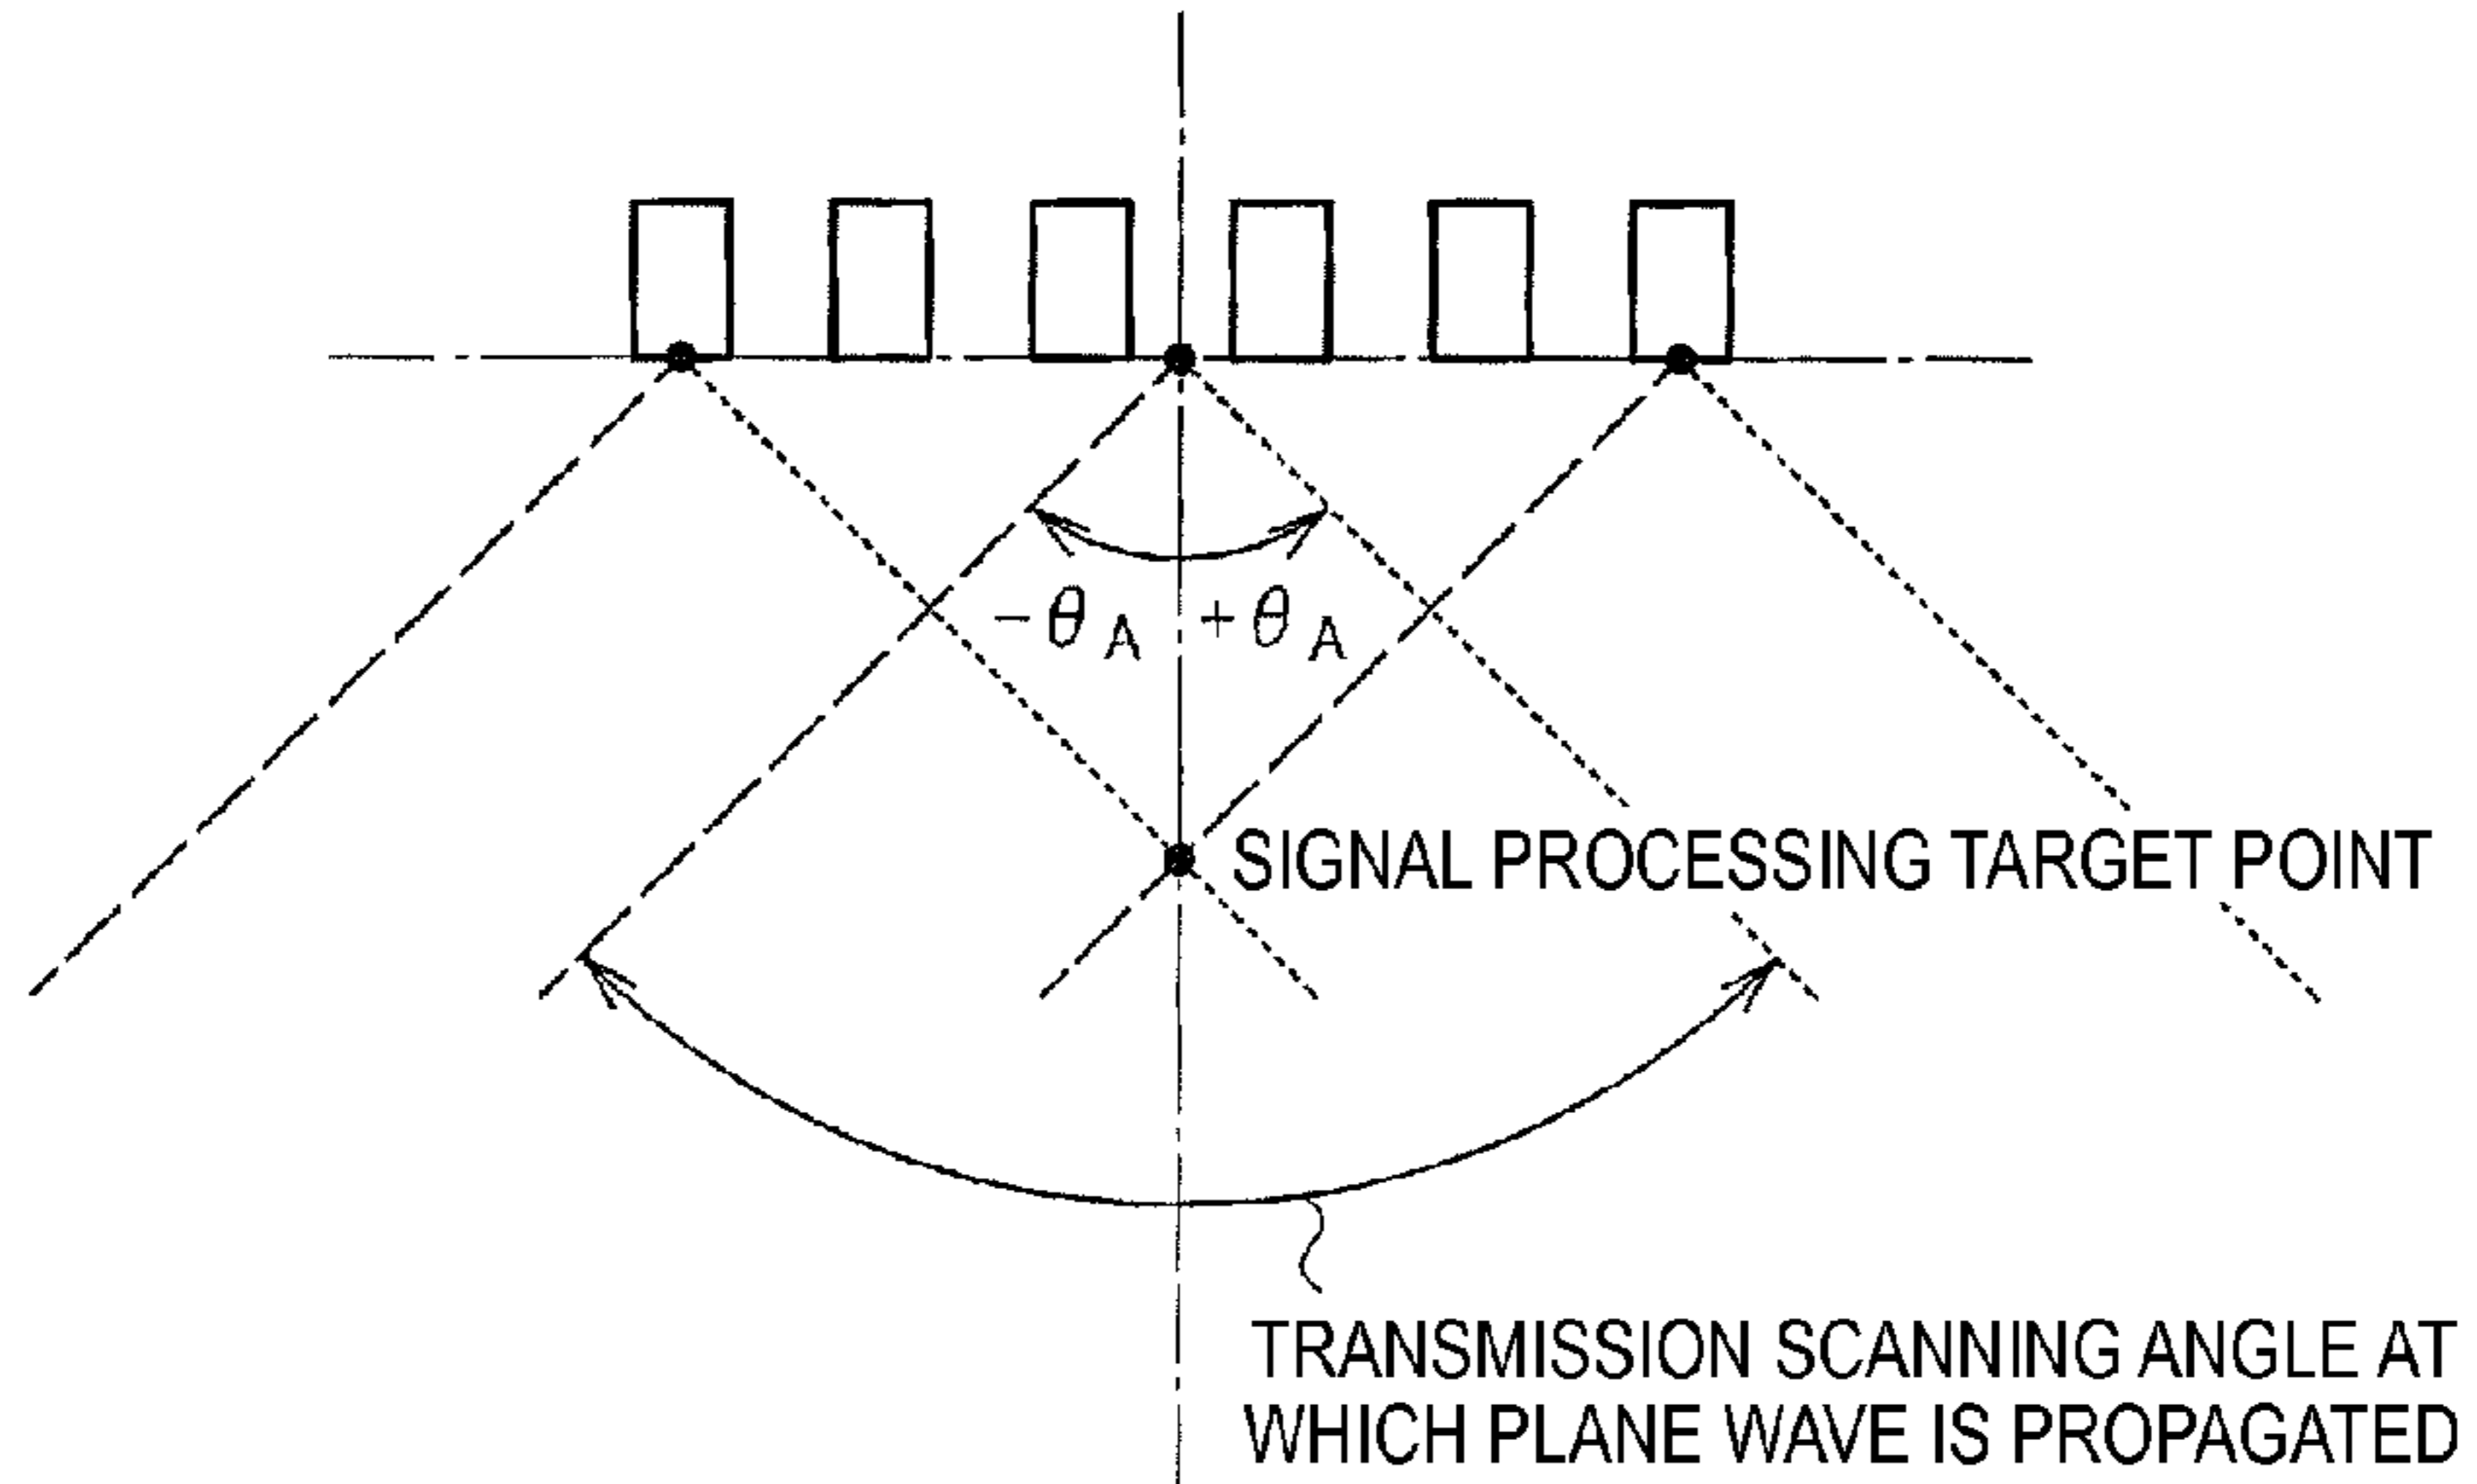 −θA +θA
SIGNAL PROCESSING TARGET POINT
TRANSMISSION SCANNING ANGLE AT
WHICH PLANE WAVE IS PROPAGATED